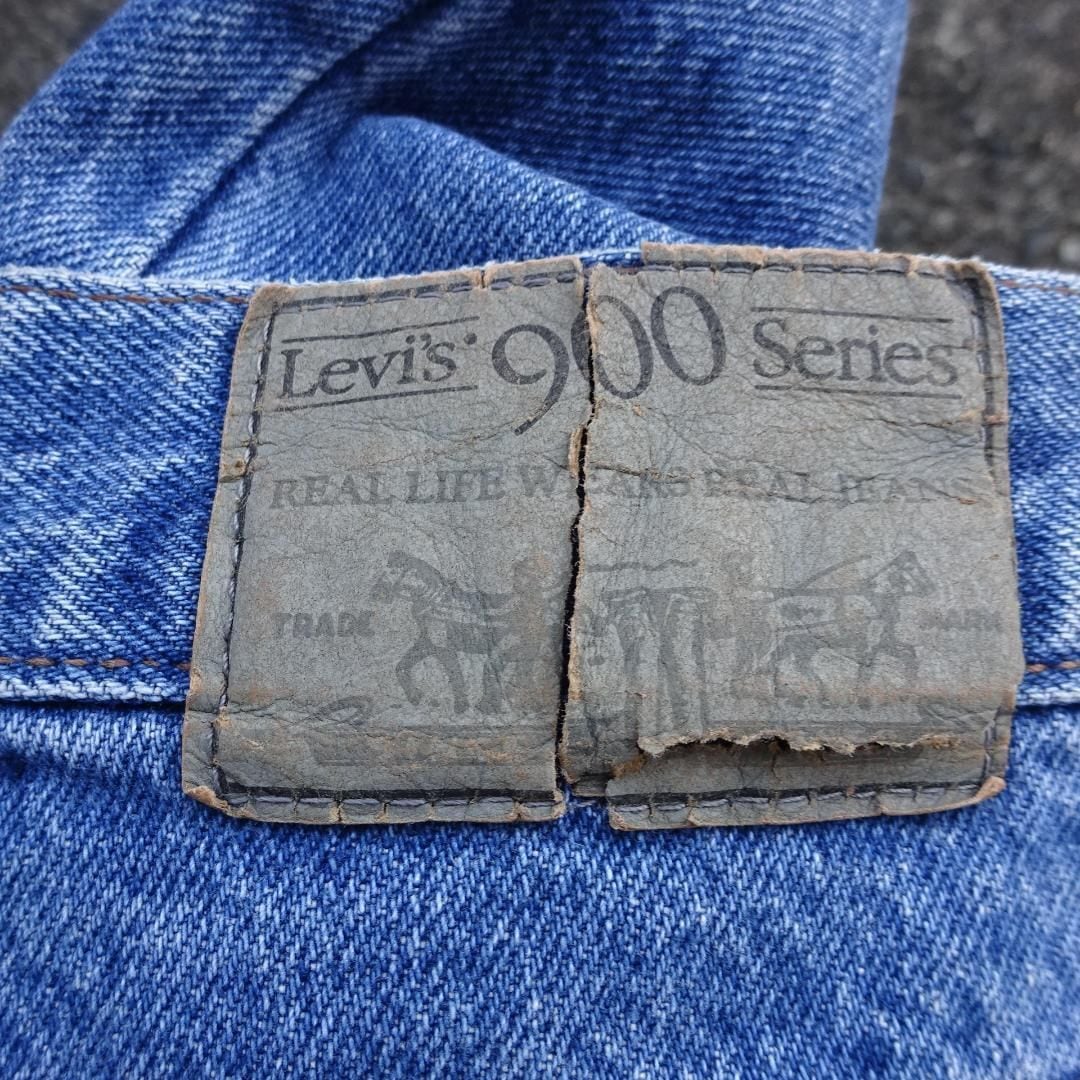 Levi's 900 Series
REAL LIFE WEARS REAL JEANS
TRADE MARK